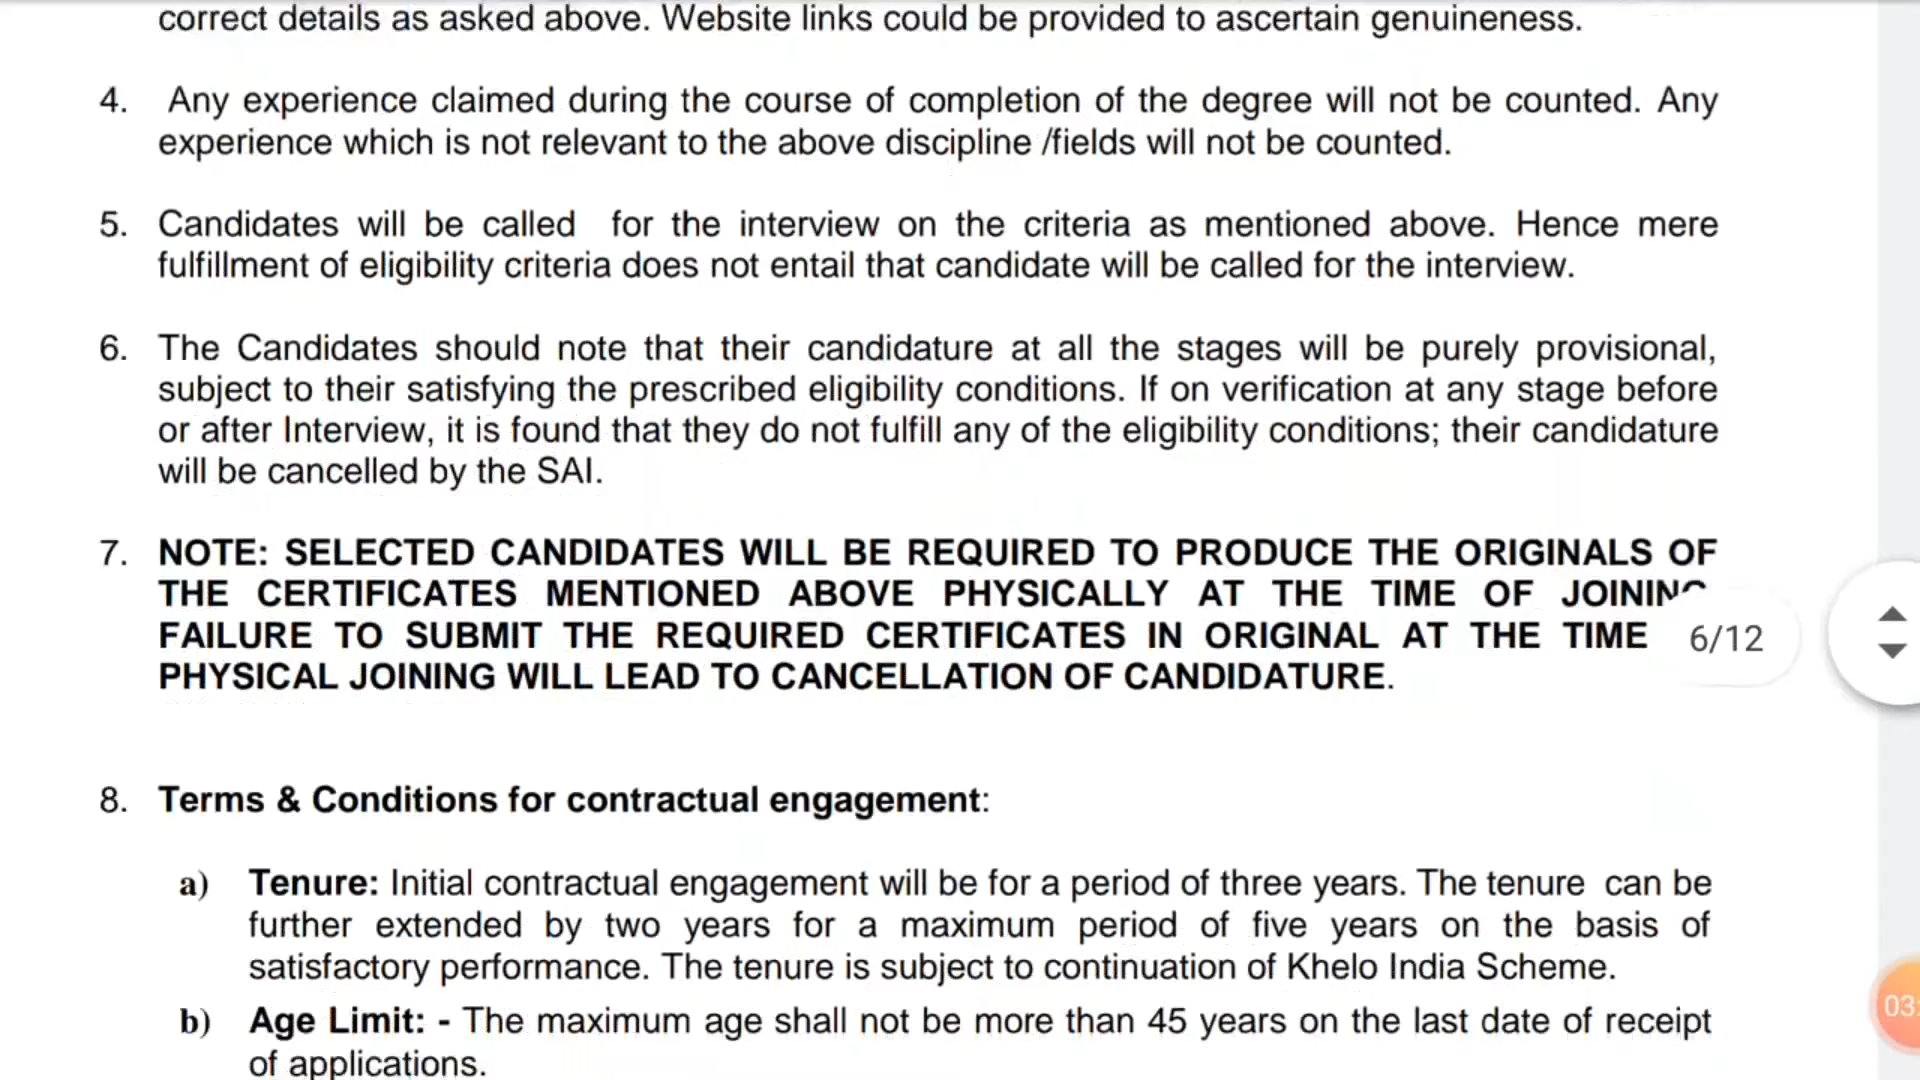 correct details as asked above. Website links could be provided to ascertain genuineness.
4. Any experience claimed during the course of completion of the degree will not be counted. Any
experience which is not relevant to the above discipline /fields will not be counted.
5. Candidates will be called for the interview on the criteria as mentioned above. Hence mere
fulfillment of eligibility criteria does not entail that candidate will be called for the interview.
6. The Candidates should note that their candidature at all the stages will be purely provisional,
subject to their satisfying the prescribed eligibility conditions. If on verification at any stage before
or after Interview, it is found that they do not fulfill any of the eligibility conditions; their candidature
will be cancelled by the SAI.
7. NOTE: SELECTED CANDIDATES WILL BE REQUIRED TO PRODUCE THE ORIGINALS OF
THE CERTIFICATES MENTIONED ABOVE PHYSICALLY AT THE TIME OF
FAILURE TO SUBMIT THE REQUIRED CERTIFICATES IN ORIGINAL AT THE TIME
6/12
PHYSICAL JOINING WILL LEAD TO CANCELLATION OF CANDIDATURE.
8. Terms & Conditions for contractual engagement:
a) Tenure: Initial contractual engagement will be for a period of three years. The tenure can be
further extended by two years for a maximum period of five years on the basis of
satisfactory performance. The tenure is subject to continuation of Khelo India Scheme.
03:
b) Age Limit: - The maximum age shall not be more than 45 years on the last date of receipt
of applications.